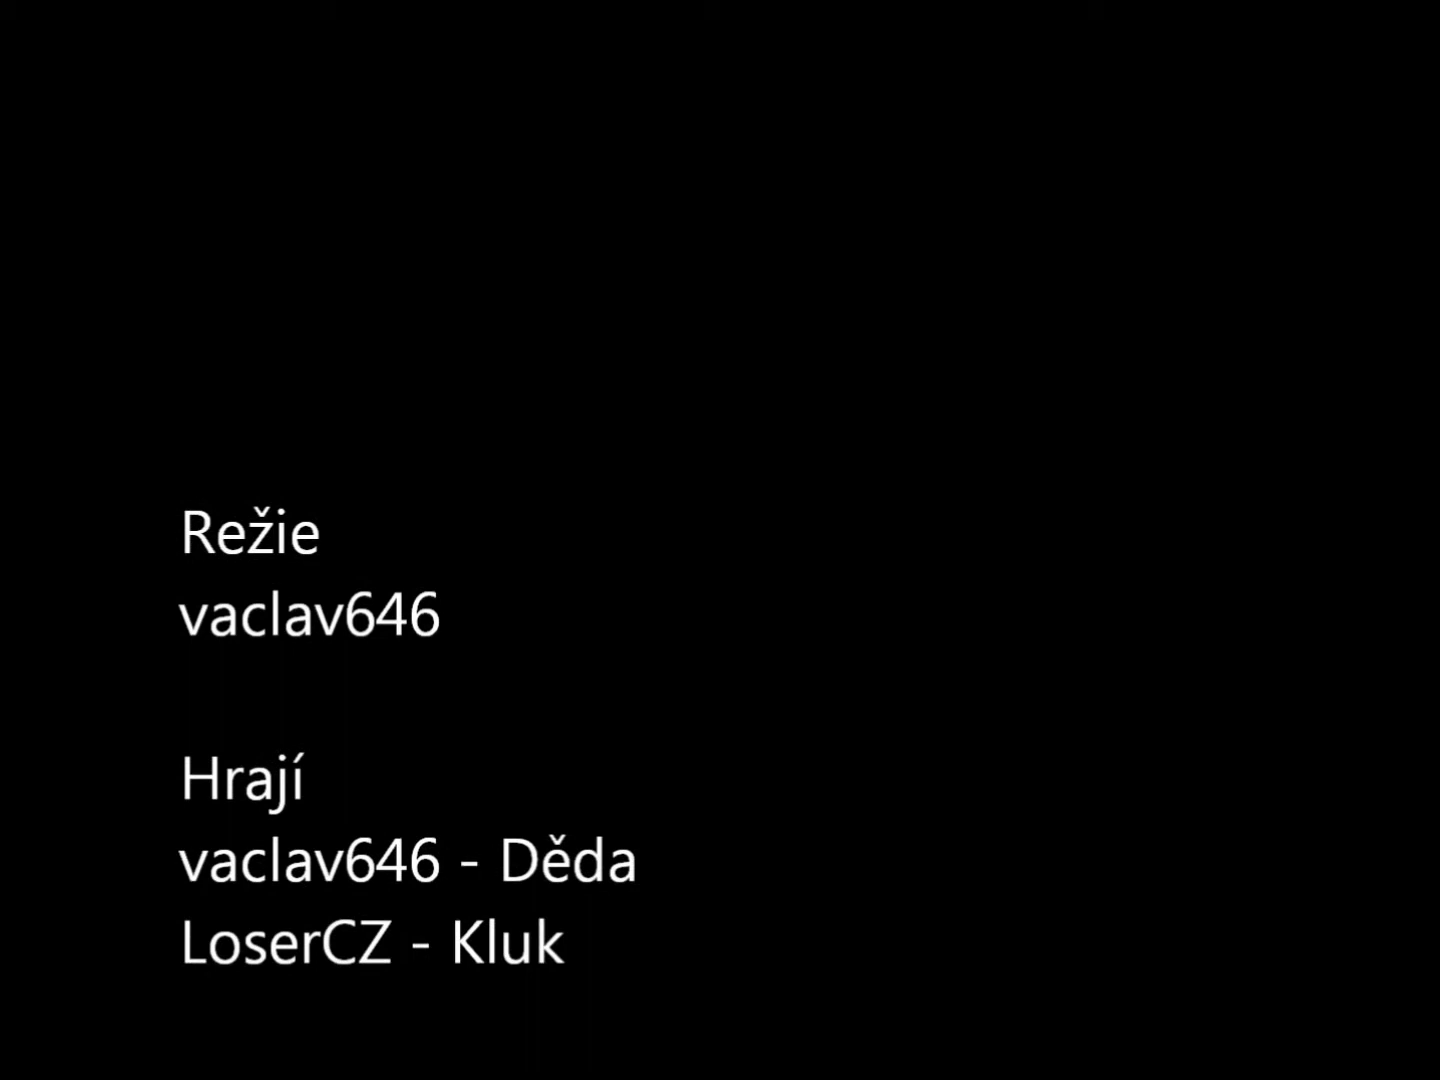 Režie
vaclav646
Hrají
vaclav646 - Děda
LoserCZ - Kluk